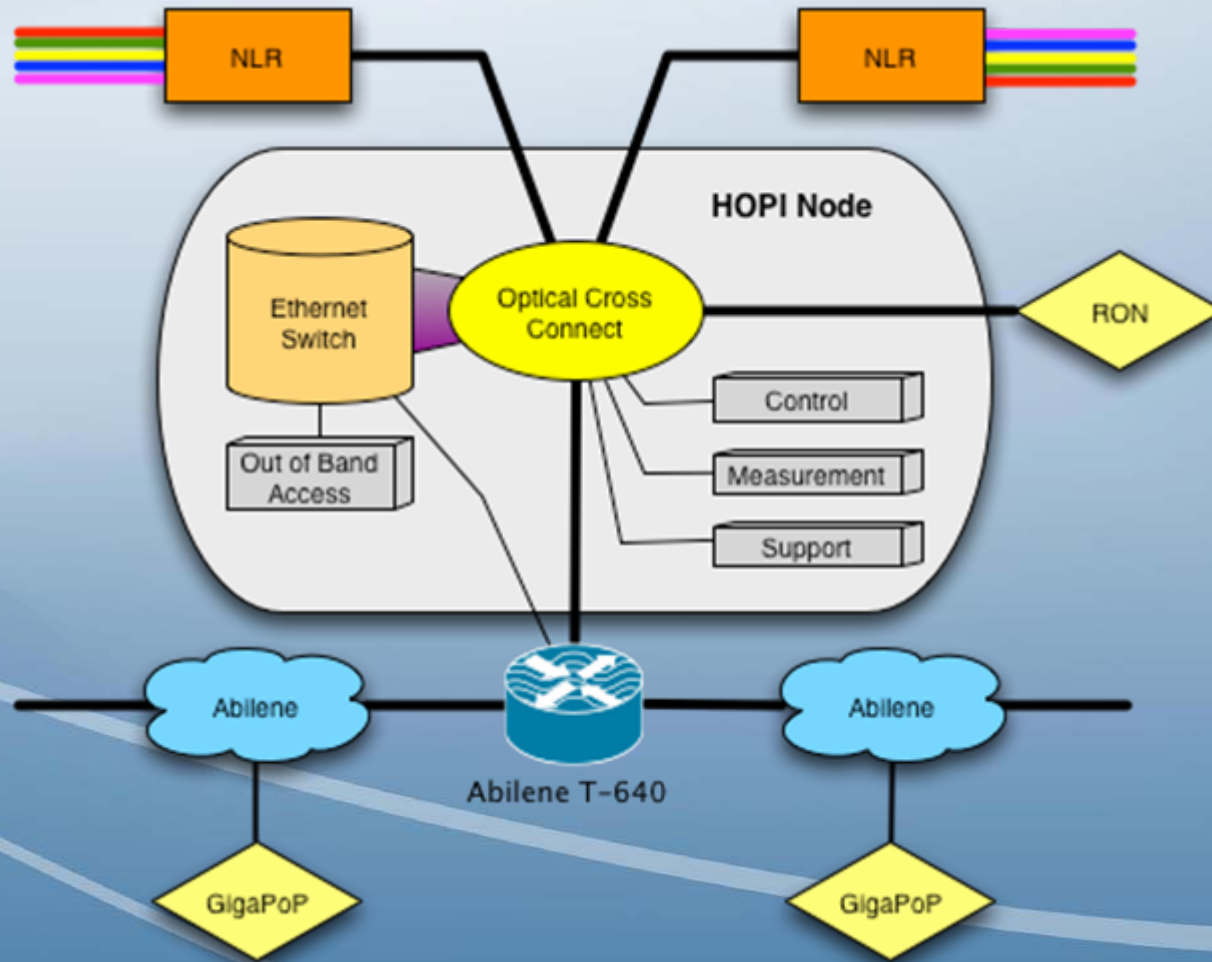 NLR
NLR
HOPI Node
Ethernet
Switch
Optical Cross
Connect
RON
Control
Out of Band
Access
Measurement
Support
Abilene
Abilene
Abilene T-640
GigaPoP
GigaPoP